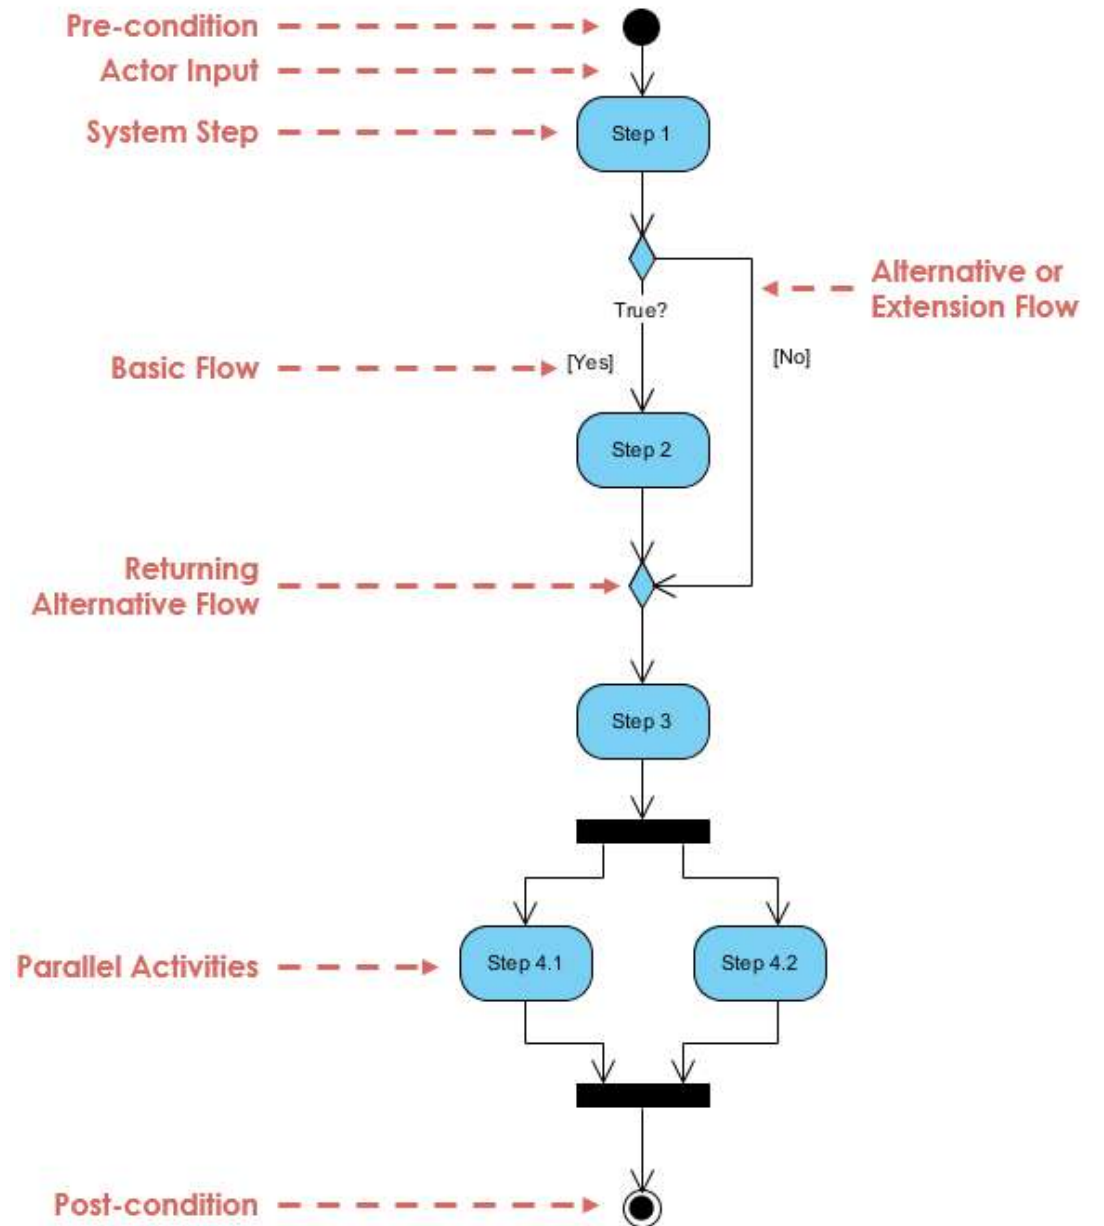 Pre-condition
Actor Input
System Step
Step 1
Alternative or
Extension Flow
True?
Basic Flow
[Yes]
[No]
Step 2
Returning
Alternative Flow
Step 3
Parallel Activities
Step 4.1
Step 4.2
Post-condition